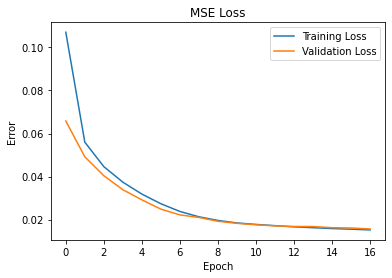 MSE Loss
Training Loss
Validation Loss
Error
0.10
0.08
0.06
0.04
0.02
0 2 4 6 8 10 12 14 16
Epoch